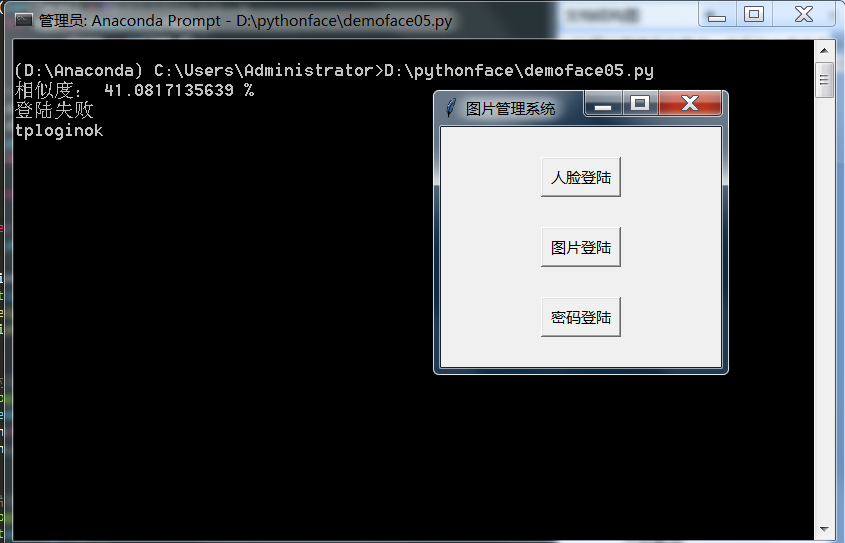 管理员: Anaconda Prompt - D:\pythonface\demoface05.py
(D:\Anaconda) C:\Users\Administrator>D:\pythonface\demoface05.py
相似度： 41.0817135639 %
登陆失败
tploginok
图片管理系统
人脸登陆
图片登陆
密码登陆